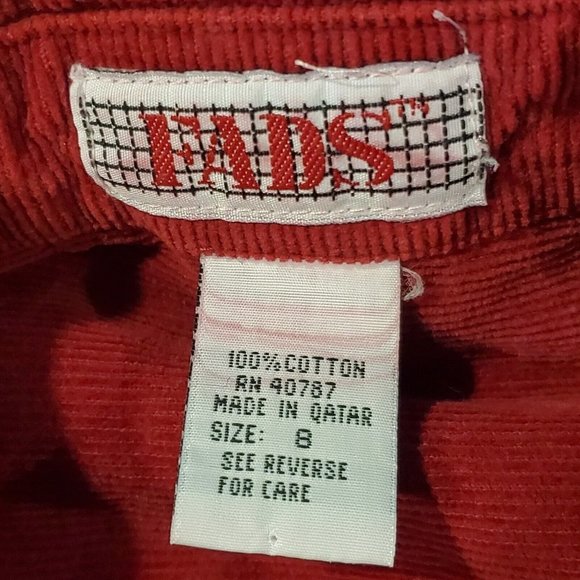 FADS™
100% COTTON
RN 40787
MADE IN QATAR
SIZE: 8
SEE REVERSE
FOR CARE